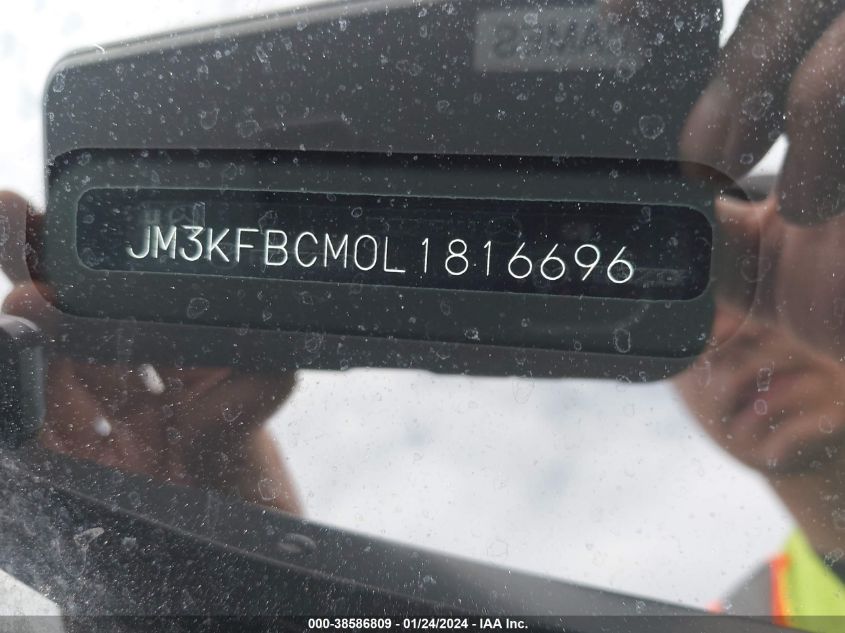 JM3KFBCM0L1816696
000-38586809 - 01/24/2024 - IAA Inc.